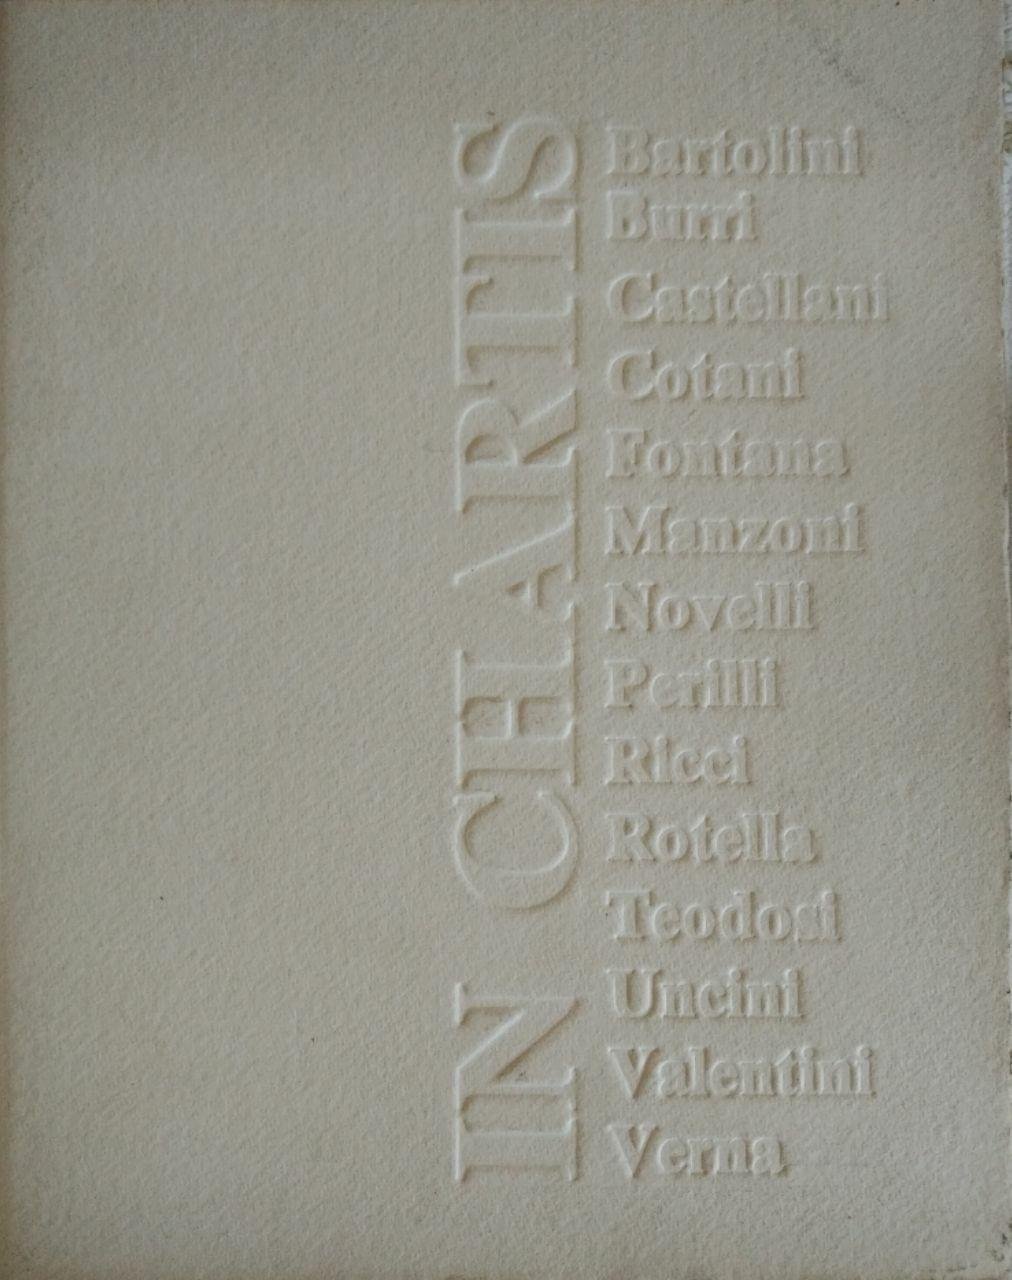 IN CHARTIS
Bartolini
Burri
Castellani
Cotani
Fontana
Manzoni
Novelli
Perilli
Ricci
Rotella
Teodosi
Uncini
Valentini
Verna